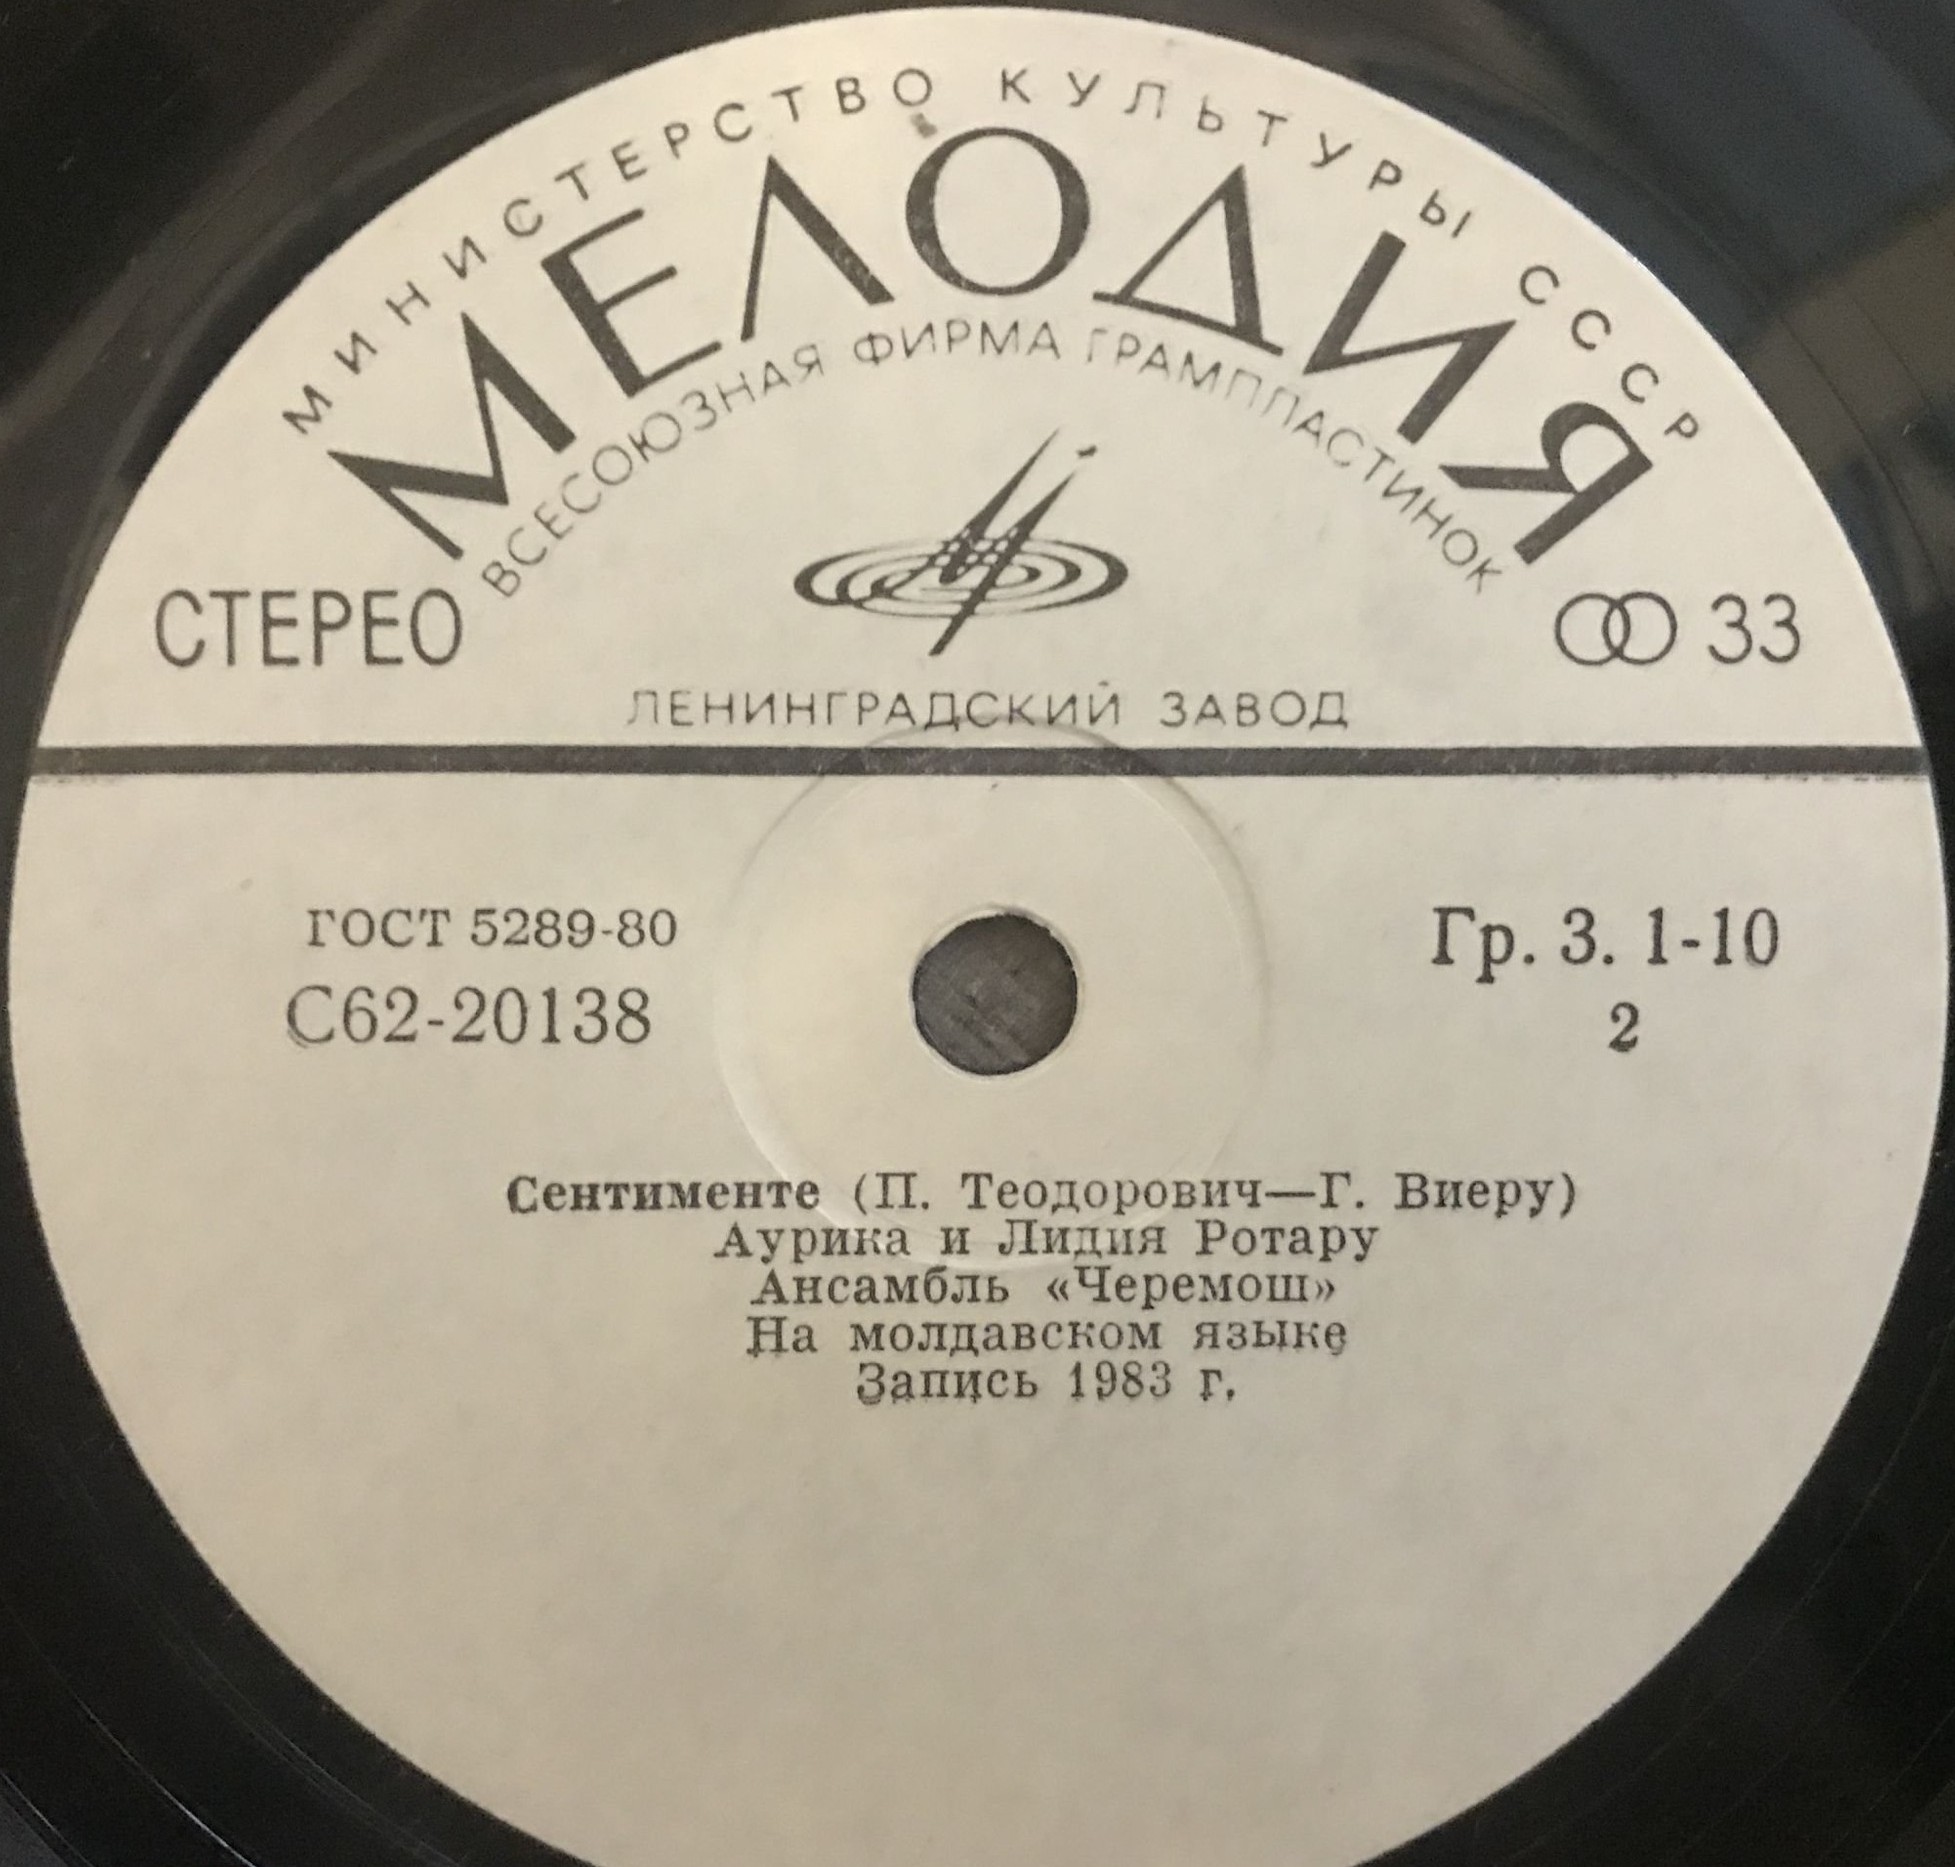 МИНИСТЕРСТВО КУЛЬТУРЫ СССР
МЕЛОДИЯ
ВСЕСОЮЗНАЯ ФИРМА ГРАМПЛАСТИНОК
СТЕРЕО
33
ЛЕНИНГРАДСКИЙ ЗАВОД
ГОСТ 5289-80
Гр. 3. 1-10
С62-20138
2
Сентименте (П. Теодорович—Г. Виеру)
Аурика и Лидия Ротару
Ансамбль «Черемош»
На молдавском языке
Запись 1983 г.